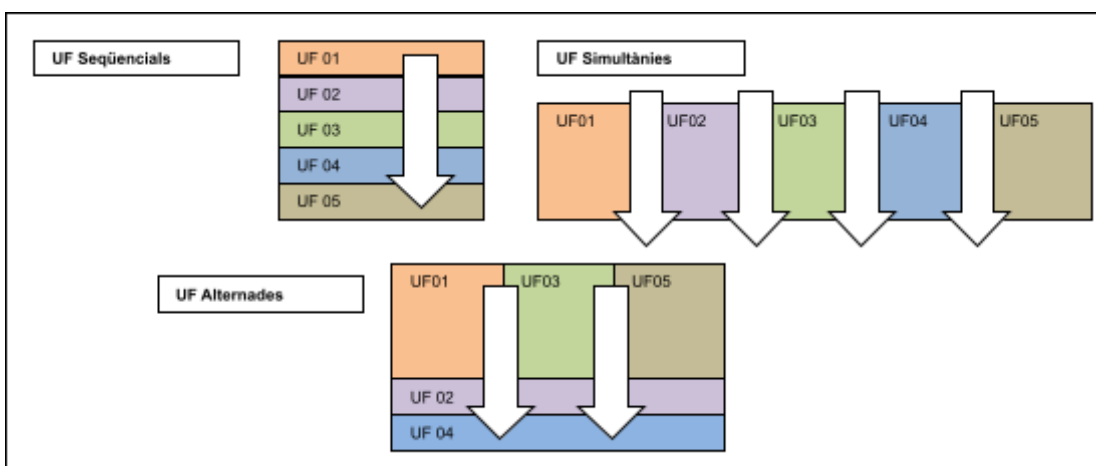 UF Seqüencials
UF 01
UF 02
UF 03
UF 04
UF 05
UF Simultànies
UF01
UF02
UF03
UF04
UF05
UF Alternades
UF01
UF03
UF05
UF 02
UF 04